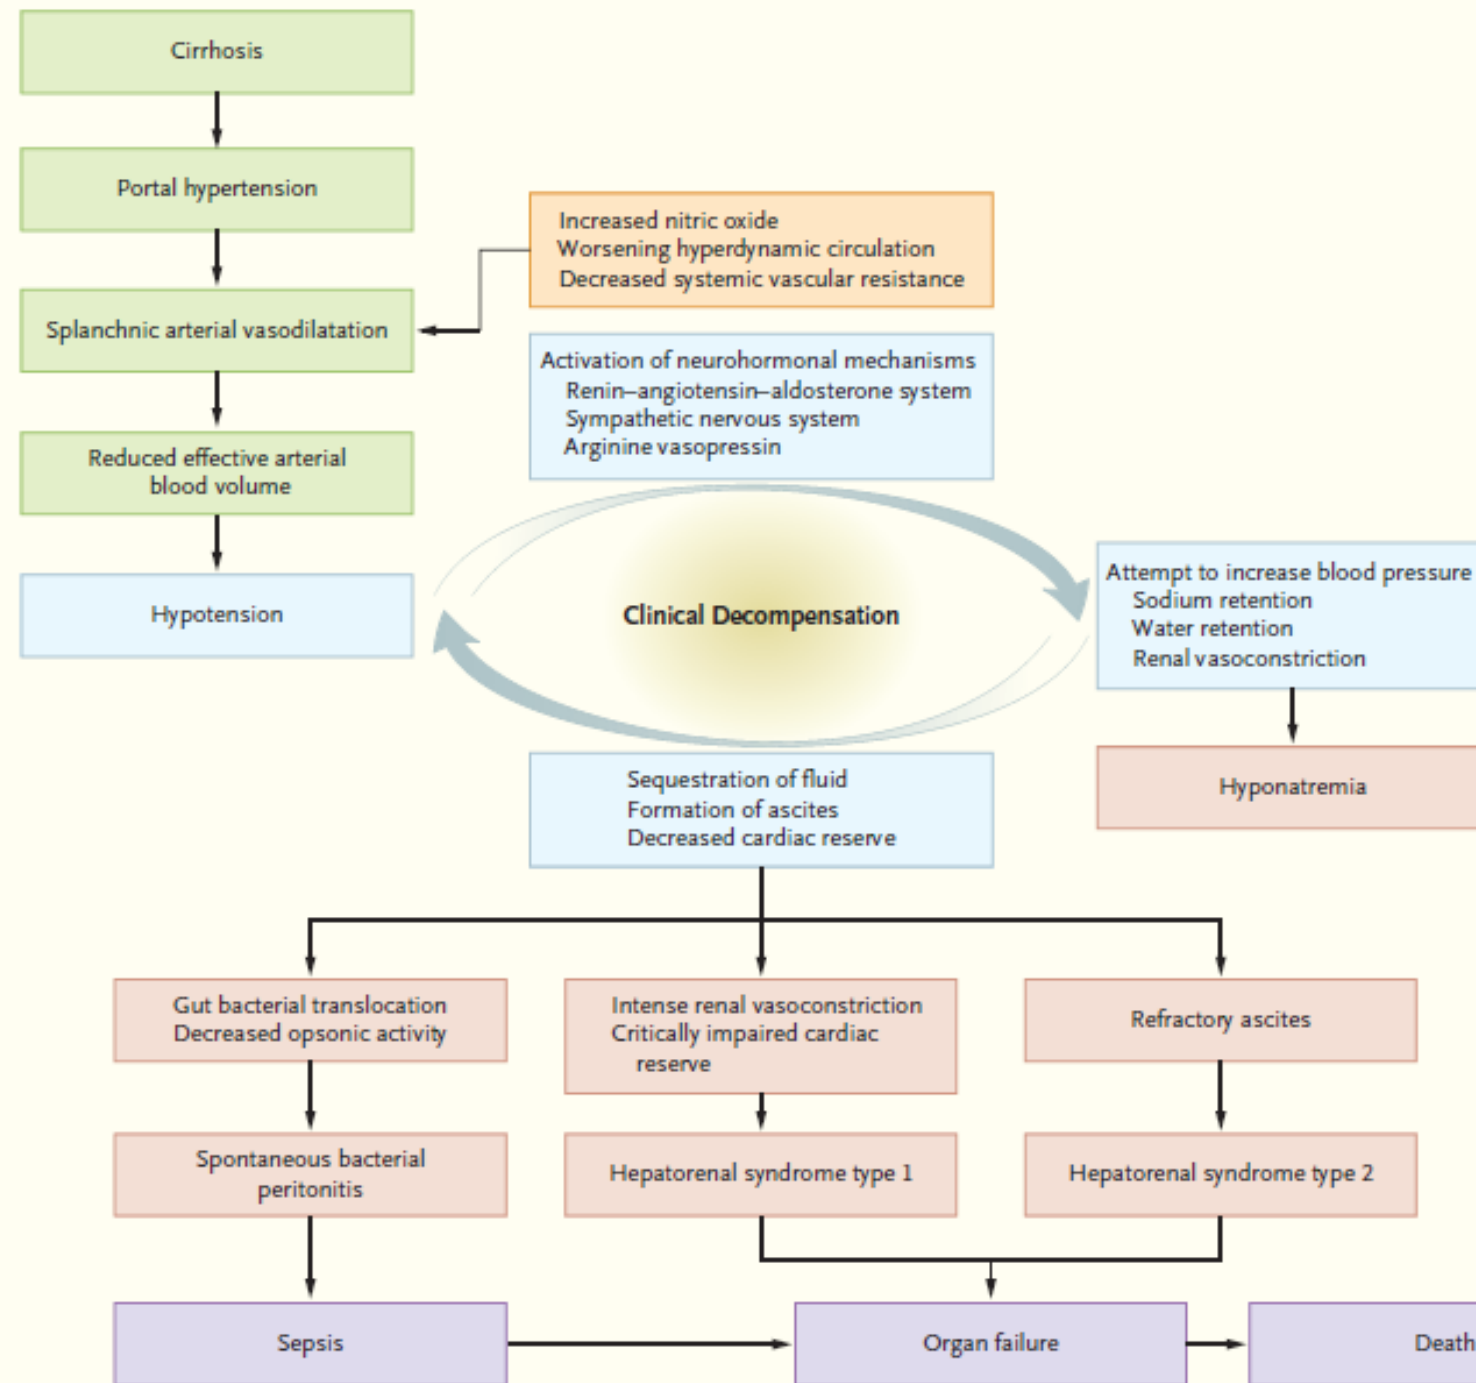 Cirrhosis
Portal hypertension
Increased nitric oxide
Worsening hyperdynamic circulation
Decreased systemic vascular resistance
Splanchnic arterial vasodilatation
Activation of neurohormonal mechanisms
Renin–angiotensin–aldosterone system
Sympathetic nervous system
Arginine vasopressin
Reduced effective arterial
blood volume
Hypotension
Clinical Decompensation
Attempt to increase blood pressure
Sodium retention
Water retention
Renal vasoconstriction
Hyponatremia
Sequestration of fluid
Formation of ascites
Decreased cardiac reserve
Gut bacterial translocation
Decreased opsonic activity
Intense renal vasoconstriction
Critically impaired cardiac
reserve
Refractory ascites
Spontaneous bacterial
peritonitis
Hepatorenal syndrome type 1
Hepatorenal syndrome type 2
Sepsis
Organ failure
Death